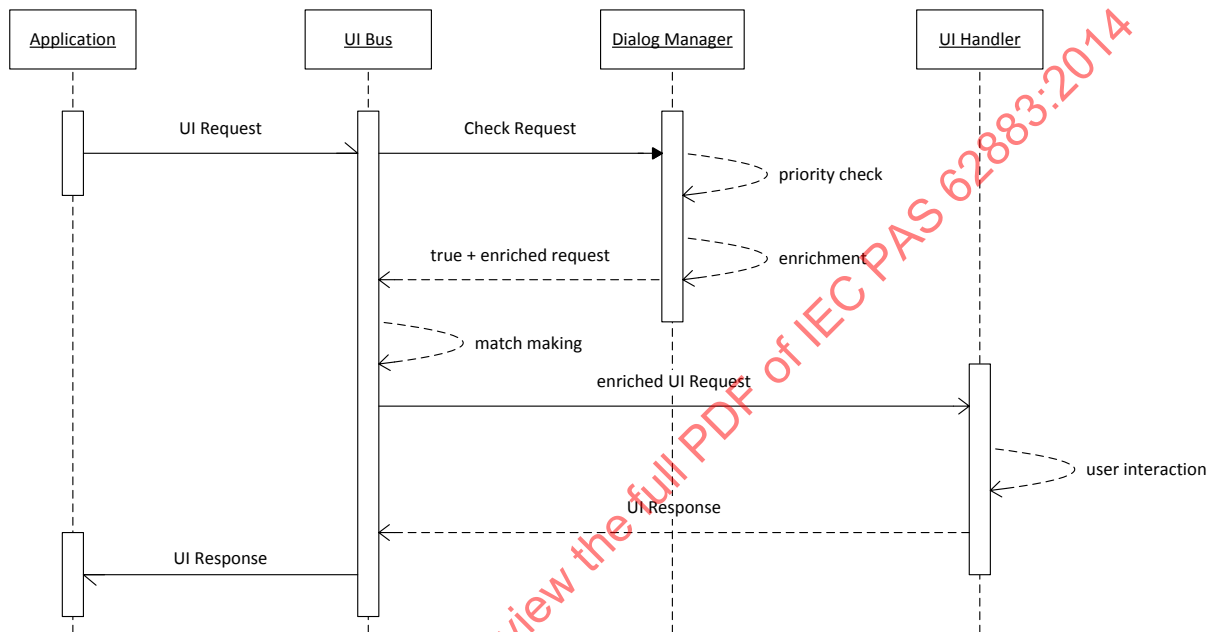 Application
UI Bus
Dialog Manager
UI Handler
UI Request
Check Request
priority check
true + enriched request
enrichment
match making
enriched UI Request
user interaction
UI Response
UI Response
view the full PDF of IEC PAS 62883:2014